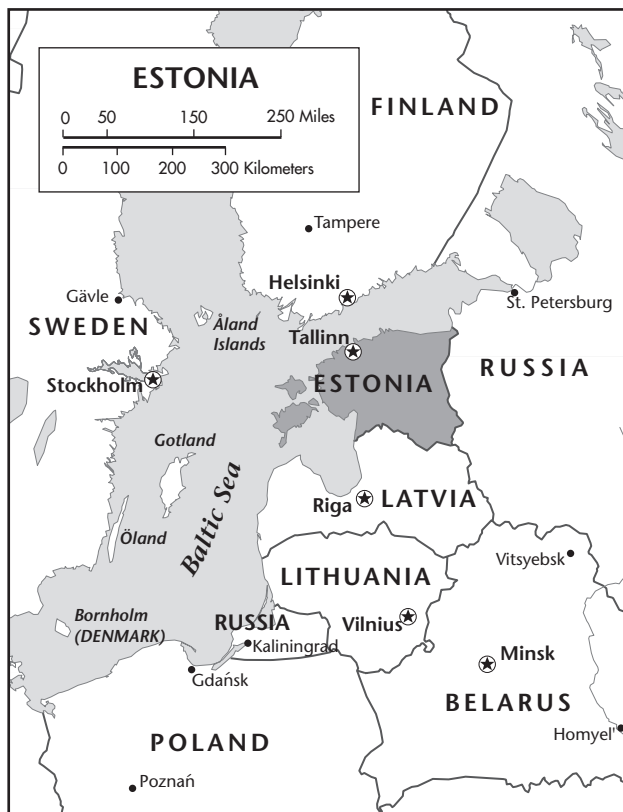 ESTONIA
0 50 150 250 Miles
0 100 200 300 Kilometers
FINLAND
Tampere
Helsinki
Gävle
St. Petersburg
SWEDEN
Åland
Islands
Tallinn
RUSSIA
Stockholm
ESTONIA
Gotland
Baltic Sea
Riga
LATVIA
Öland
Vitsyebsk
LITHUANIA
Bornholm
(DENMARK)
RUSSIA
Vilnius
Kaliningrad
Minsk
Gdańsk
BELARUS
Homyel'
POLAND
Poznań